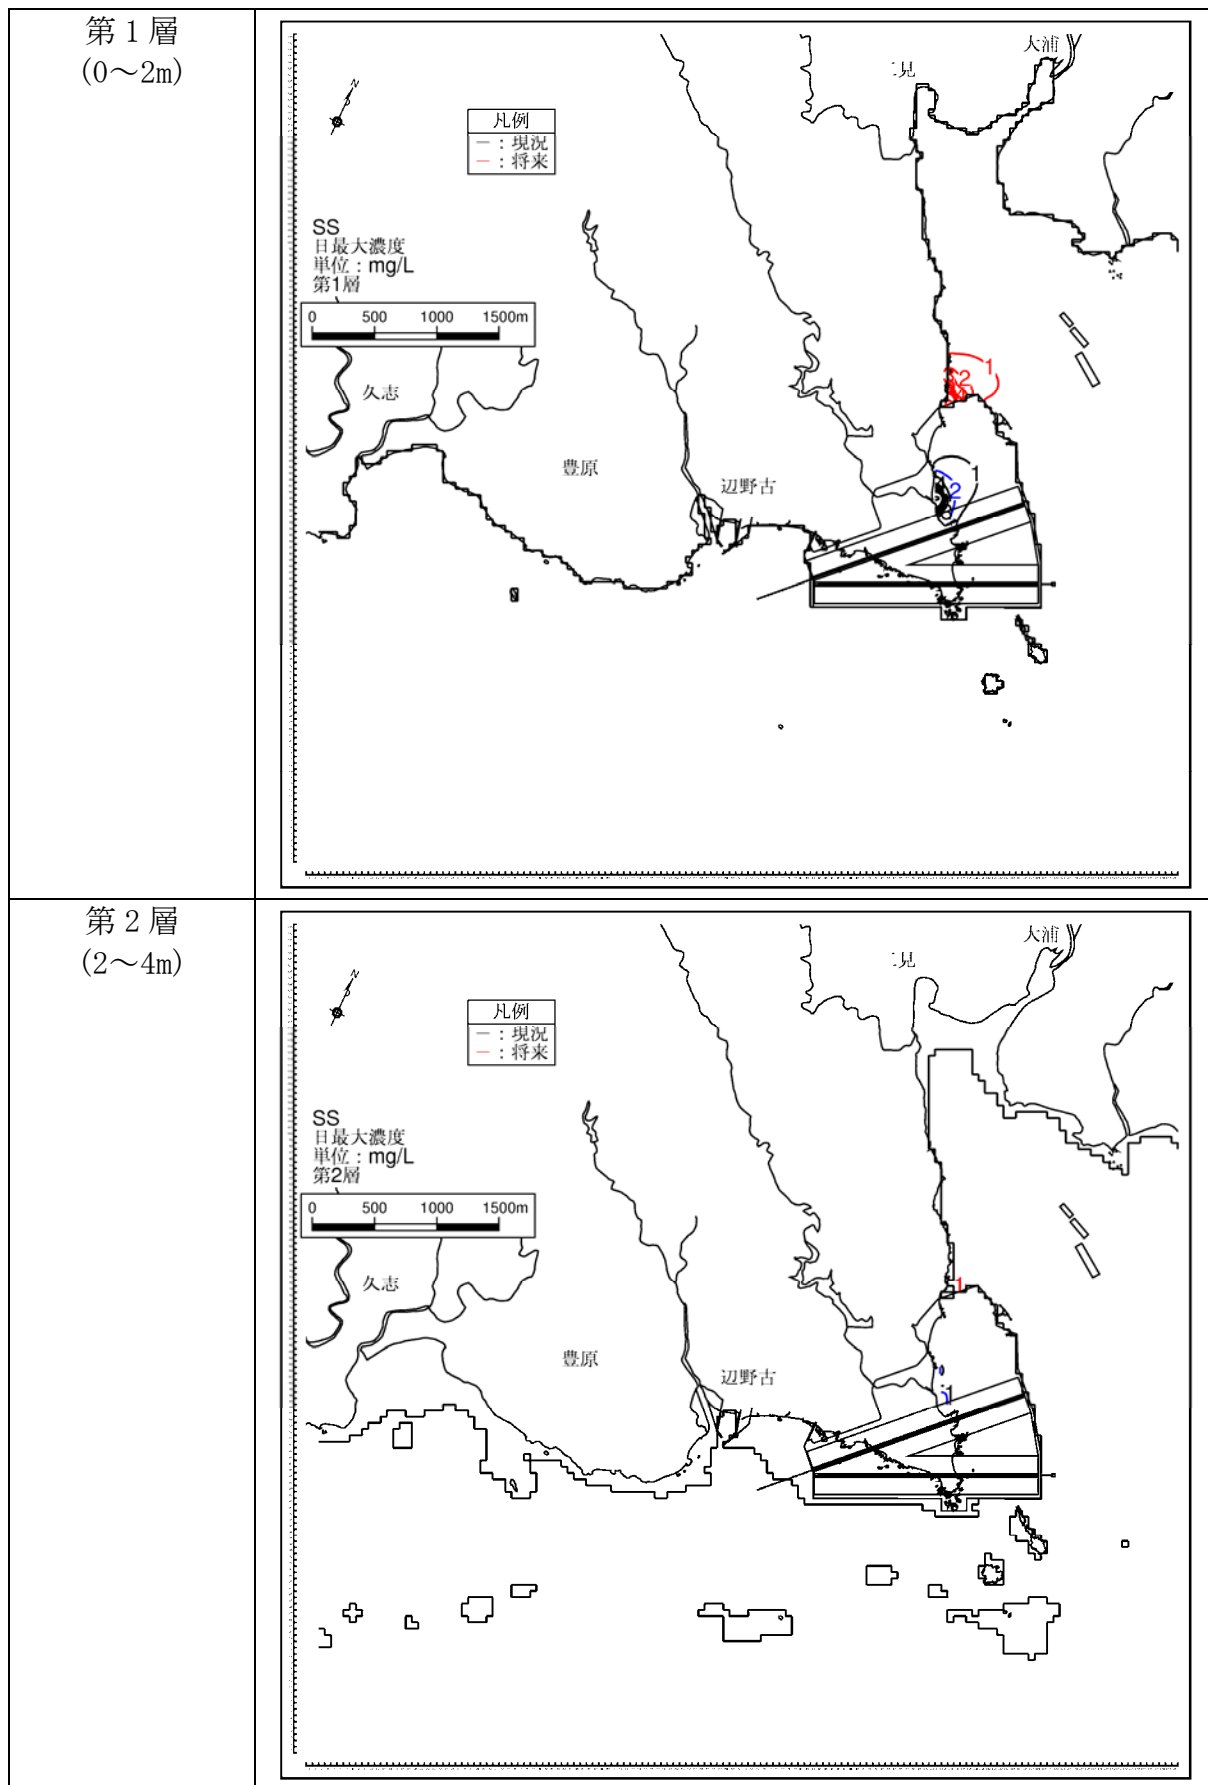 第1層
(0～2m)
大浦
二見
N
凡例
－：現況
－：将来
SS
日最大濃度
単位：mg/L
第1層
0 500 1000 1500m
1
2
久志
1
2
豊原
辺野古
第2層
(2～4m)
大浦
二見
N
凡例
－：現況
－：将来
SS
日最大濃度
単位：mg/L
第2層
0 500 1000 1500m
久志
1
豊原
辺野古
1